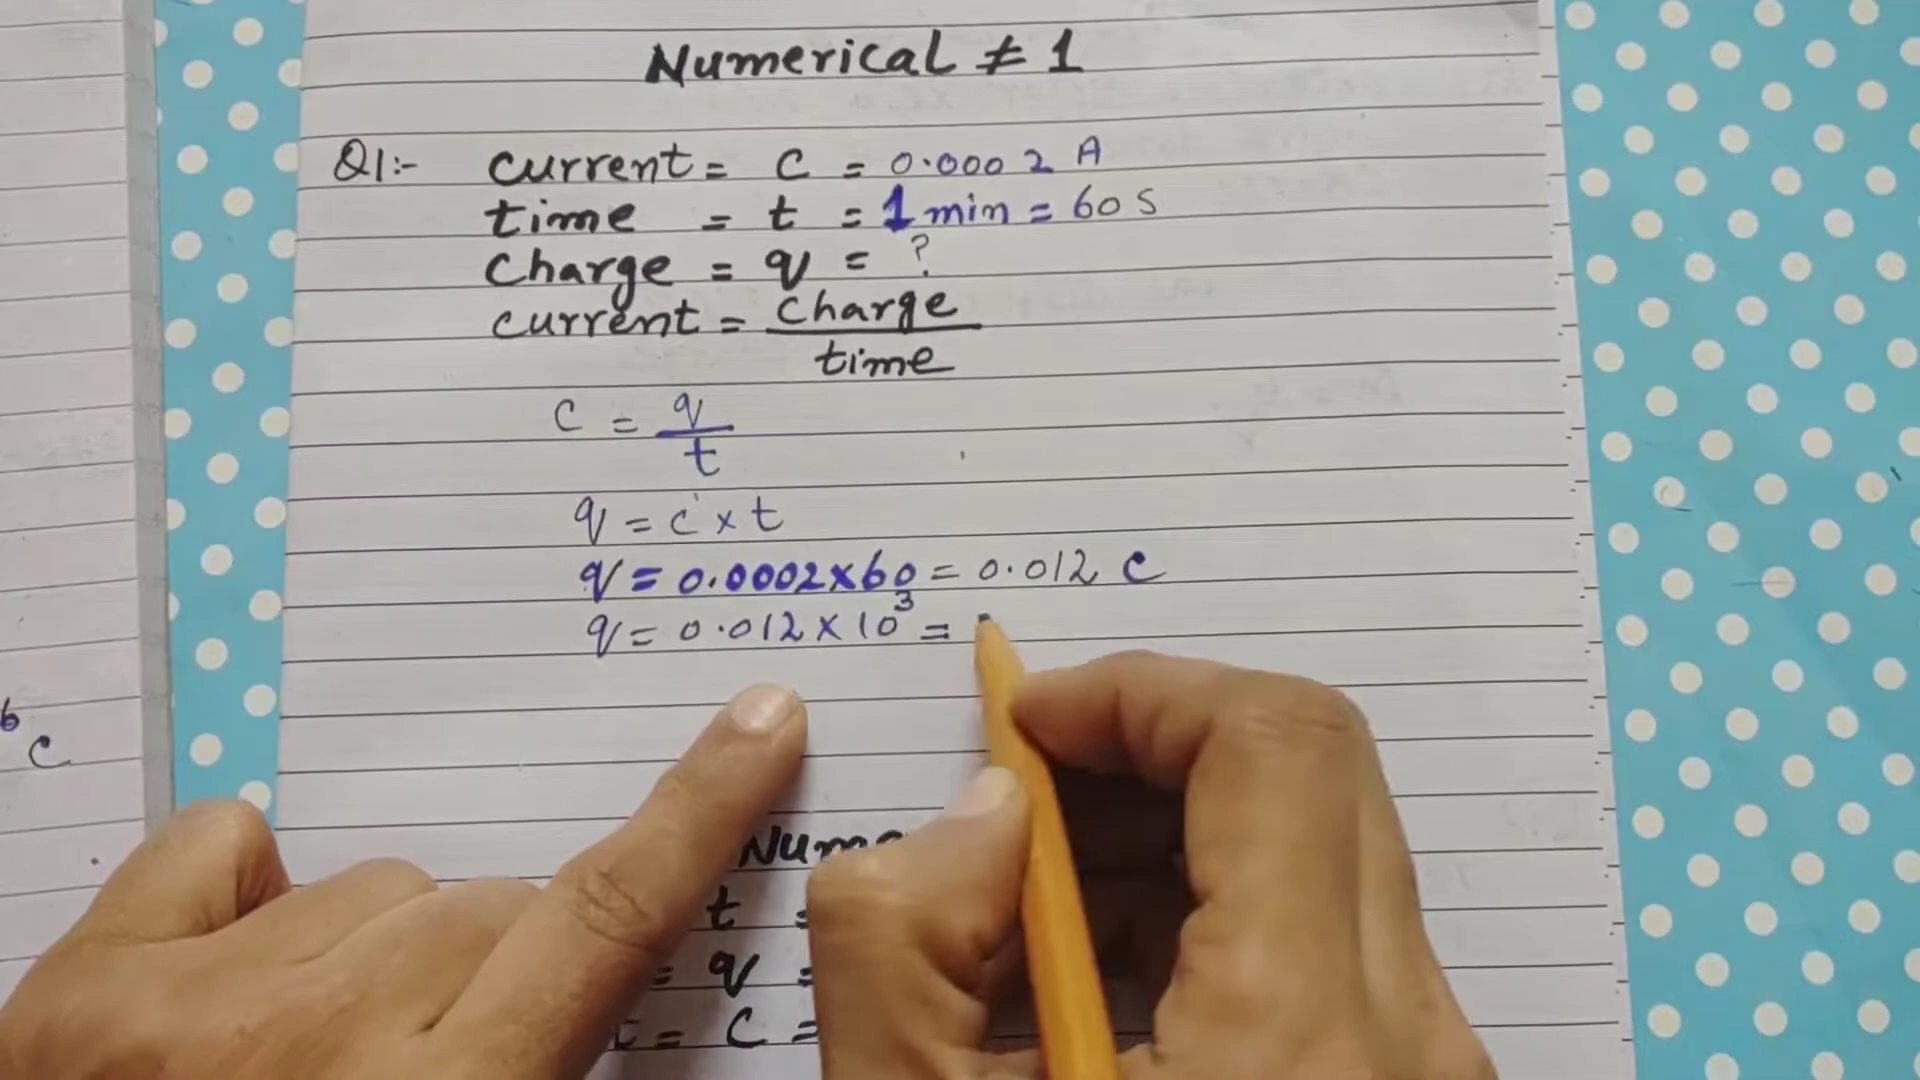 Numerical ≠ 1
Q1:- current = C = 0.0002 A
time = t = 1 min = 60 S
Charge = q = ?
current = charge / time
C = q / t
q = c × t
q = 0.0002 × 60 = 0.012 C
q = 0.012 × 10³ =
6
C
t =
= q =
= C =